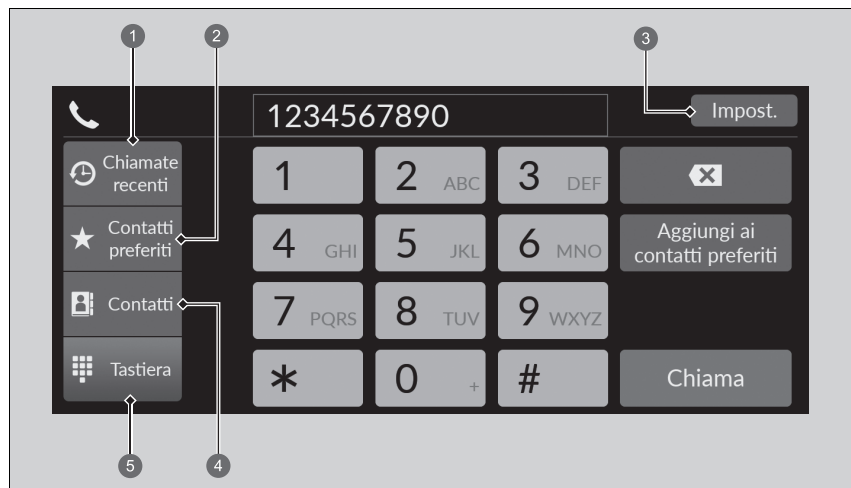 1
2
3
1234567890
Impost.
Chiamate
recenti
Contatti
preferiti
Contatti
Tastiera
1
2 ABC
3 DEF
4 GHI
5 JKL
6 MNO
7 PQRS
8 TUV
9 WXYZ
*
0 +
#
Aggiungi ai
contatti preferiti
Chiama
5
4